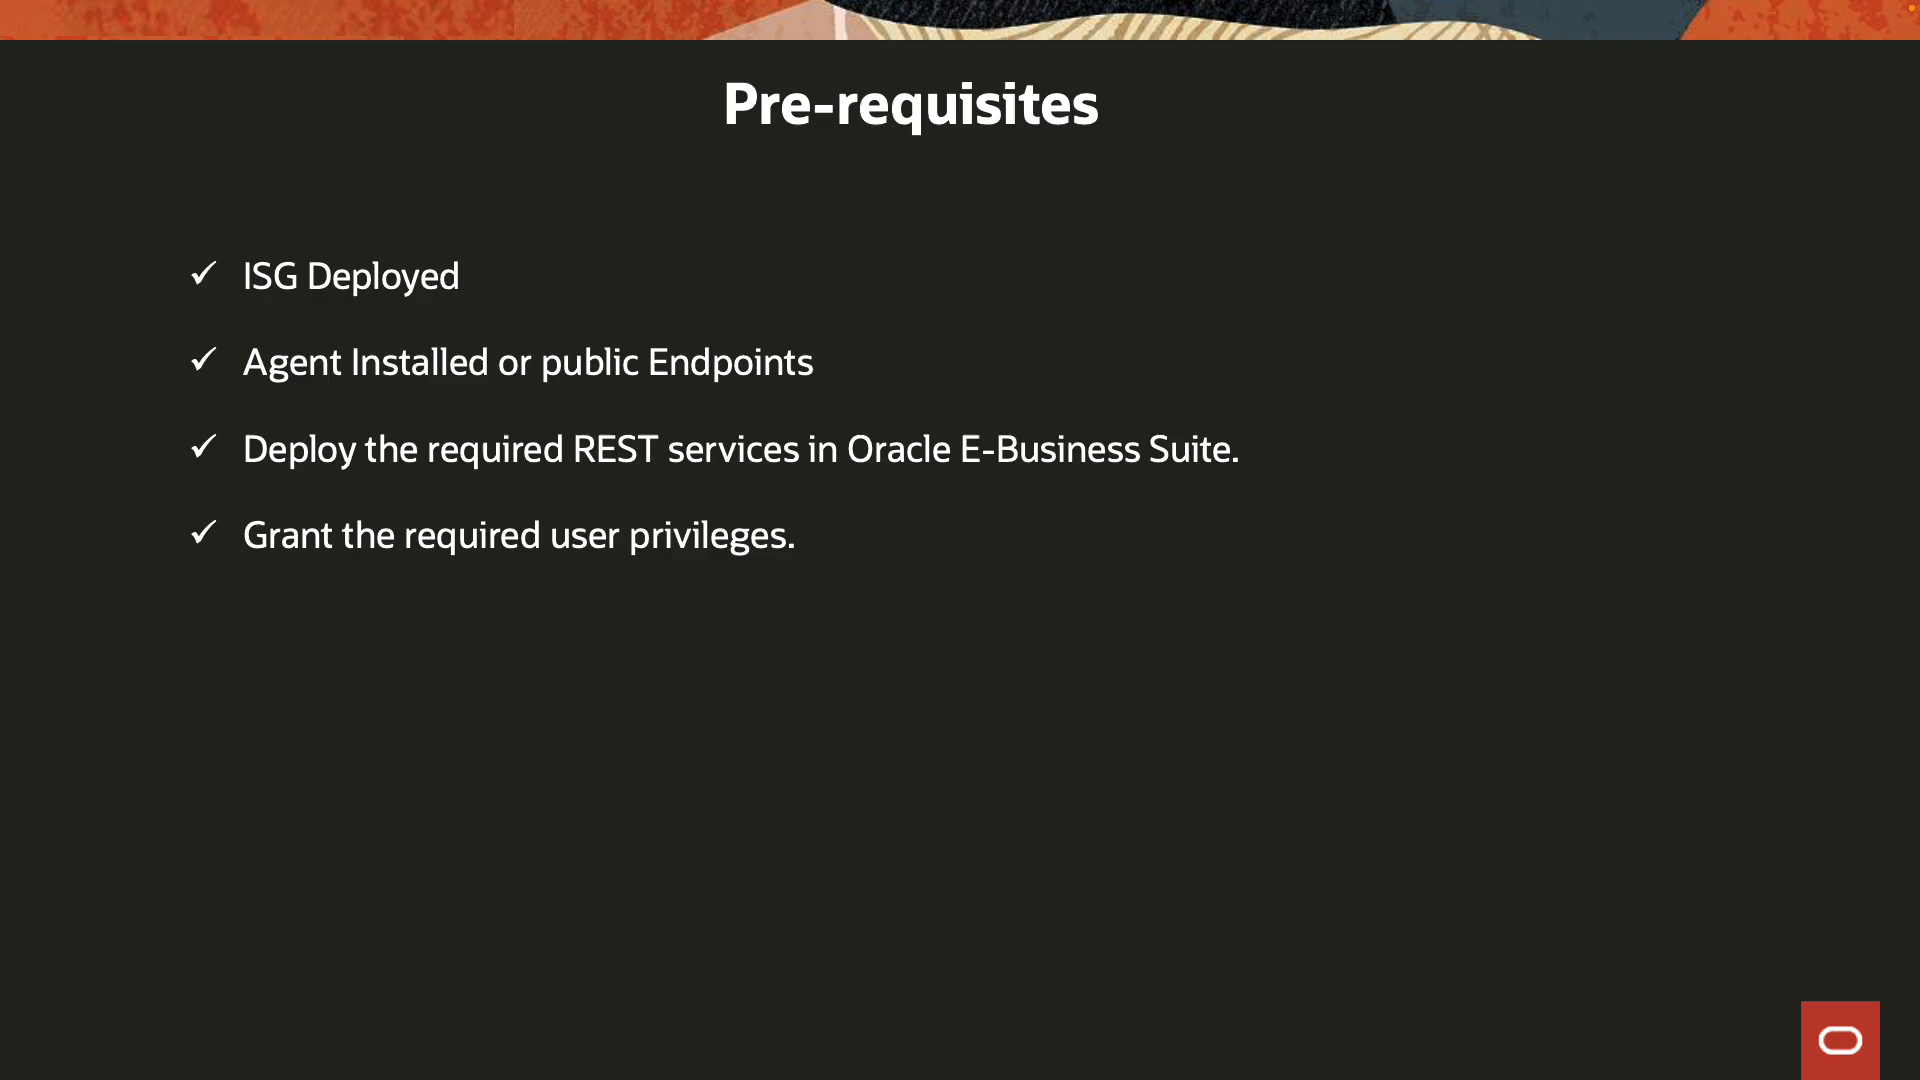 Pre-requisites
✓ ISG Deployed
✓ Agent Installed or public Endpoints
✓ Deploy the required REST services in Oracle E-Business Suite.
✓ Grant the required user privileges.